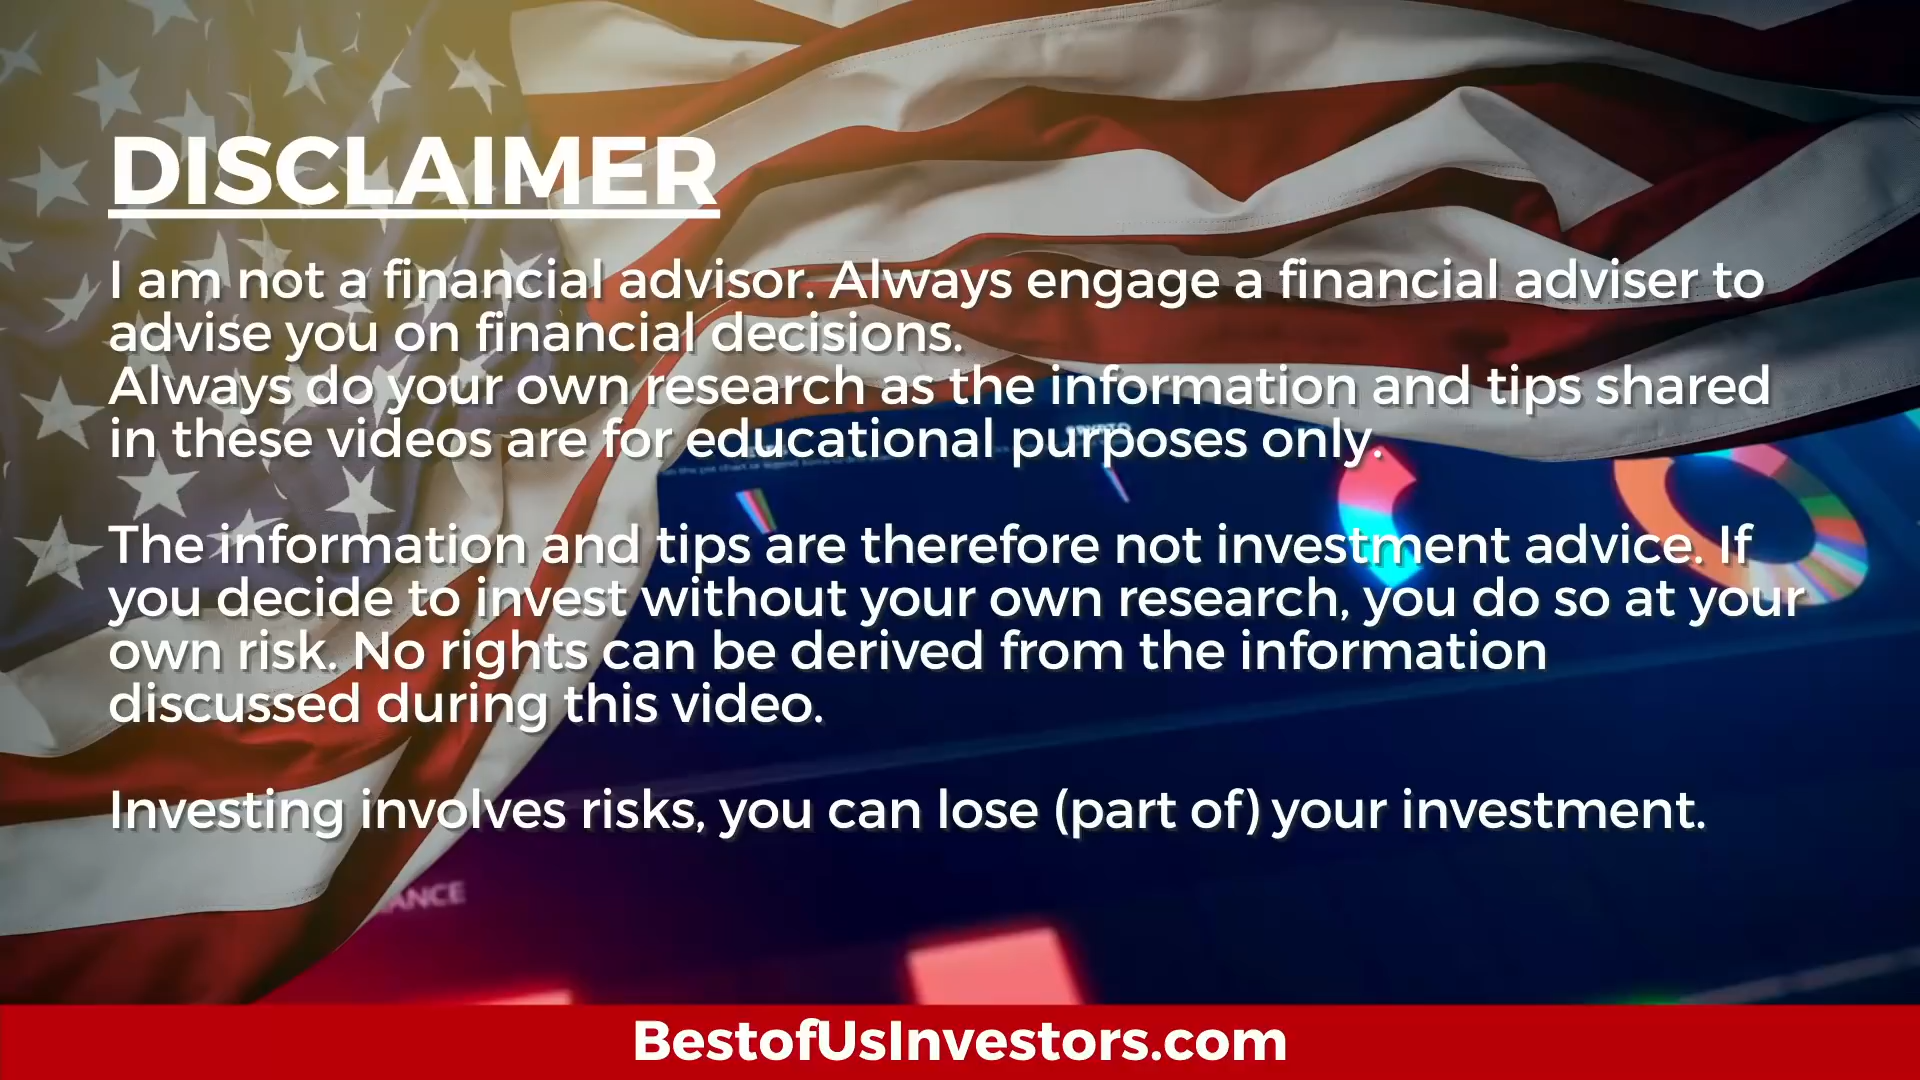 DISCLAIMER
I am not a financial advisor. Always engage a financial adviser to
advise you on financial decisions.
Always do your own research as the information and tips shared
in these videos are for educational purposes only.
The information and tips are therefore not investment advice. If
you decide to invest without your own research, you do so at your
own risk. No rights can be derived from the information
discussed during this video.
Investing involves risks, you can lose (part of) your investment.
BestofUsInvestors.com